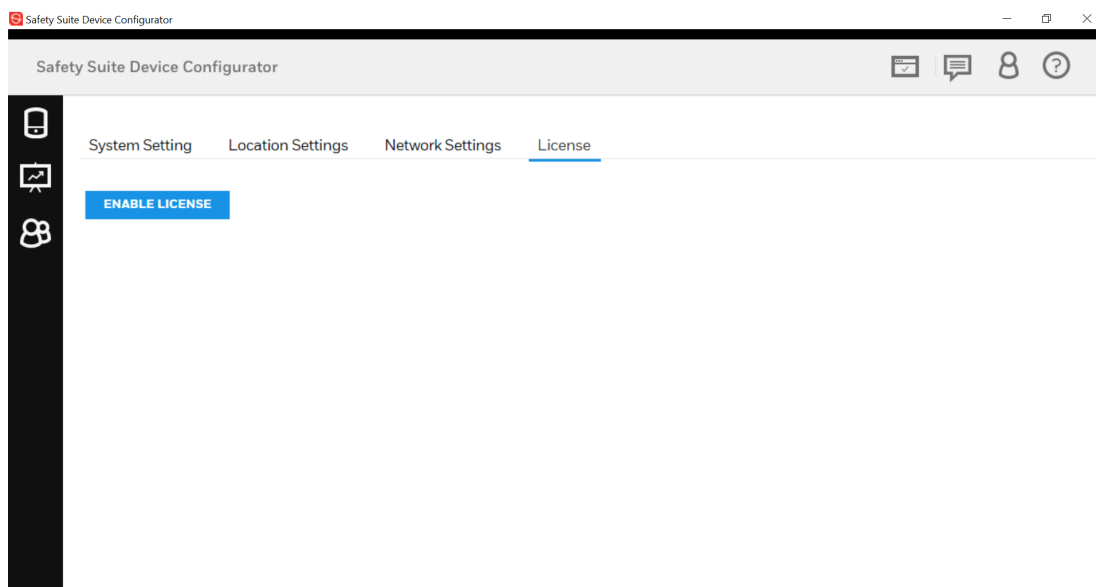 Safety Suite Device Configurator
Safety Suite Device Configurator
System Setting Location Settings Network Settings License
ENABLE LICENSE